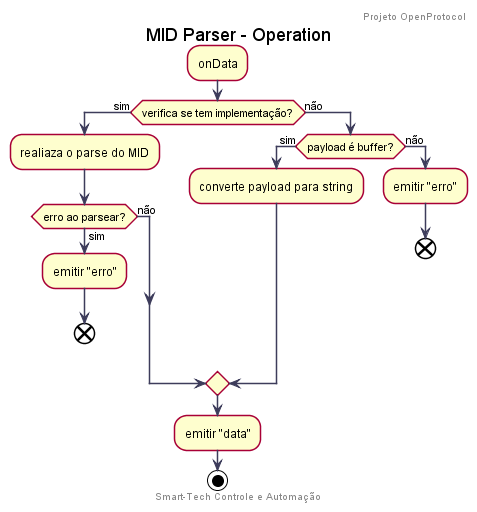 Projeto OpenProtocol
MID Parser - Operation
onData
sim
verifica se tem implementação?
não
realiaza o parse do MID
sim
payload é buffer?
não
converte payload para string
emitir "erro"
erro ao parsear?
não
sim
emitir "erro"
emitir "data"
Smart-Tech Controle e Automação